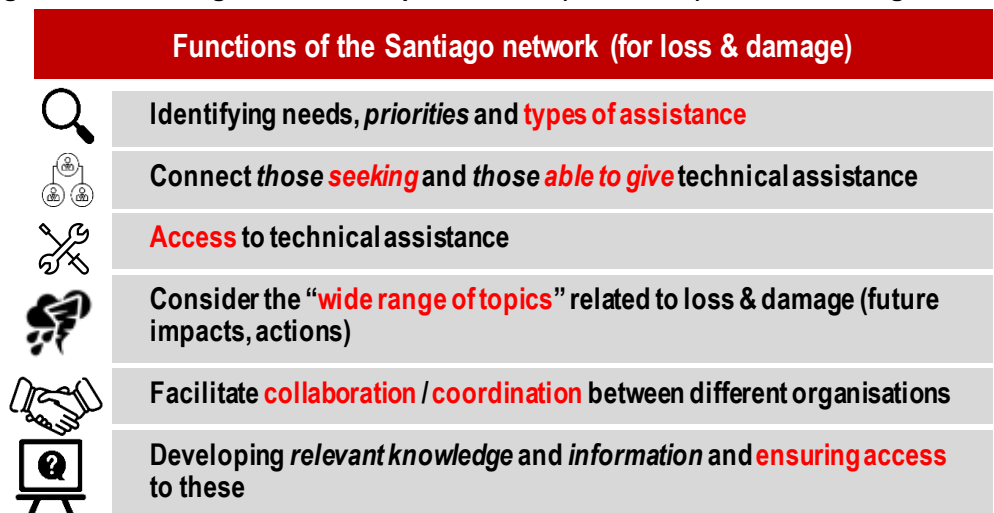 Functions of the Santiago network (for loss & damage)
Identifying needs, priorities and types of assistance
Connect those seeking and those able to give technical assistance
Access to technical assistance
Consider the “wide range of topics” related to loss & damage (future
impacts, actions)
Facilitate collaboration / coordination between different organisations
Developing relevant knowledge and information and ensuring access
to these